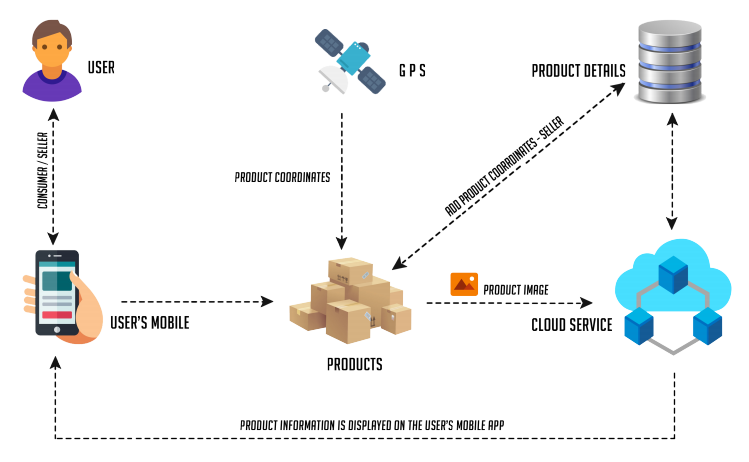 USER
G P S
PRODUCT DETAILS
CONSUMER / SELLER
PRODUCT COORDINATES
ADD PRODUCT COORRDINATES - SELLER
PRODUCT IMAGE
USER'S MOBILE
CLOUD SERVICE
PRODUCTS
PRODUCT INFORMATION IS DISPLAYED ON THE USER'S MOBILE APP